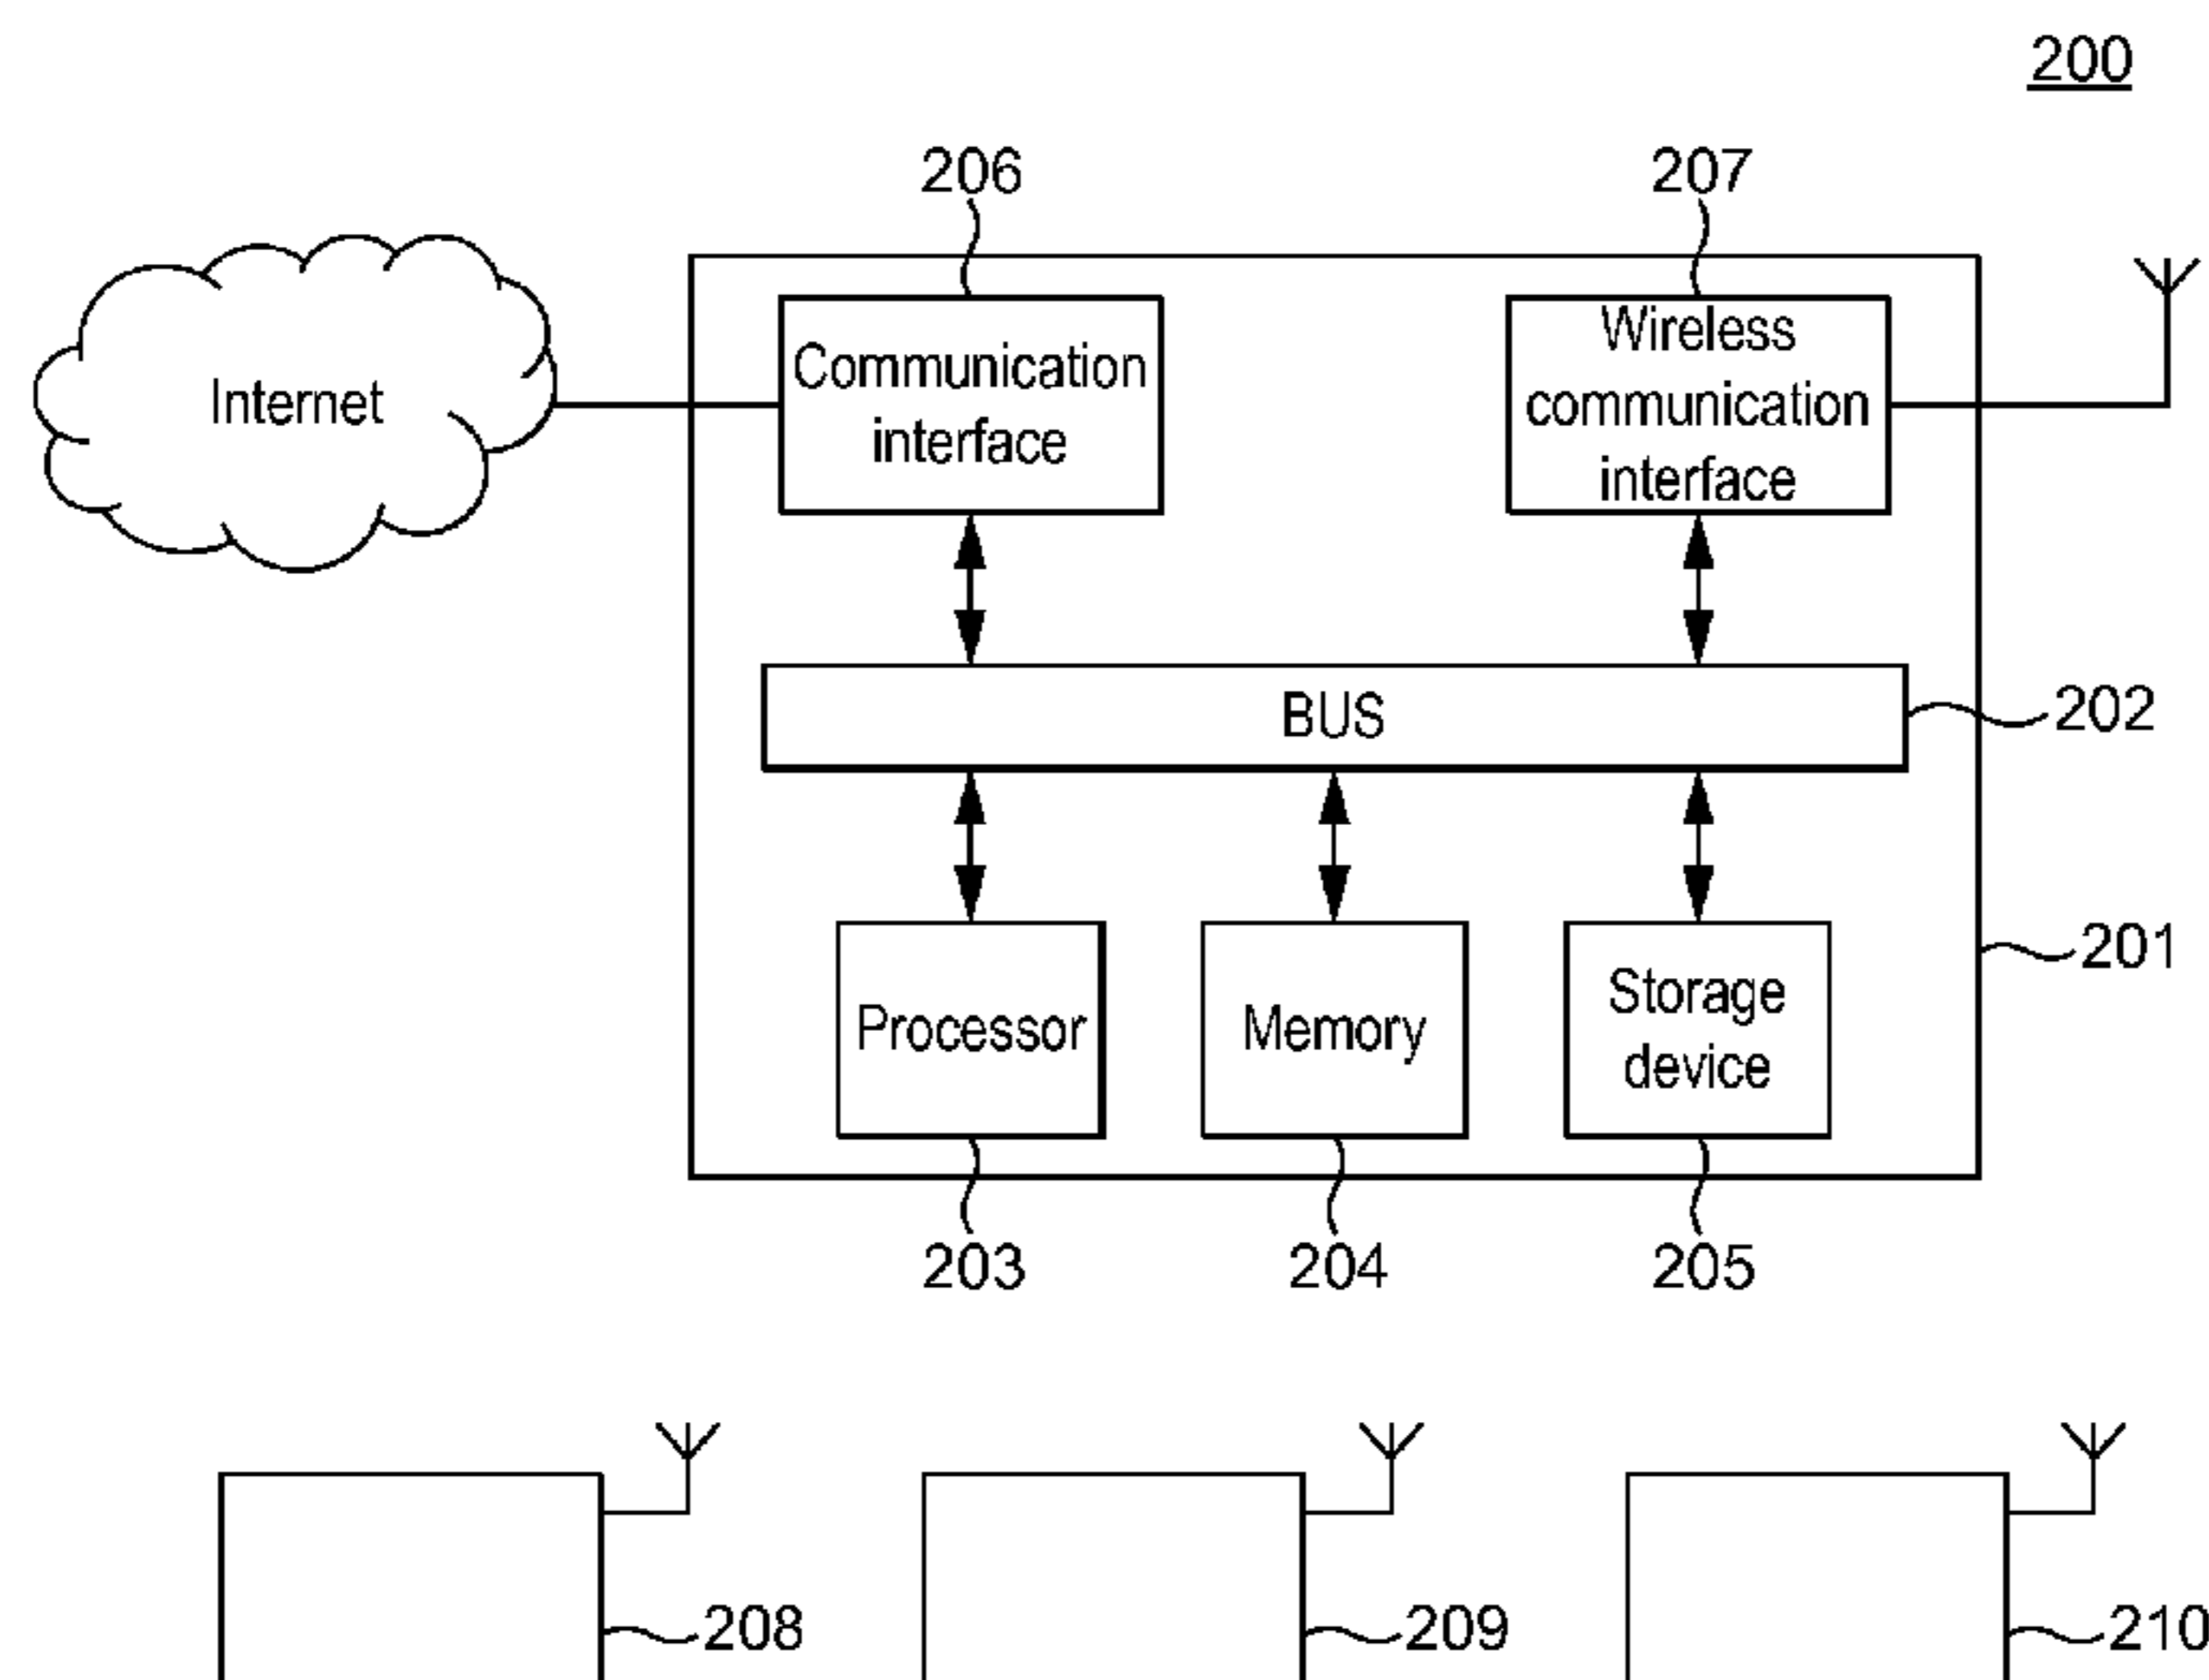 200
206
207
Internet
Communication
interface
Wireless
communication
interface
BUS
202
201
Processor
Memory
Storage
device
203
204
205
208
209
210